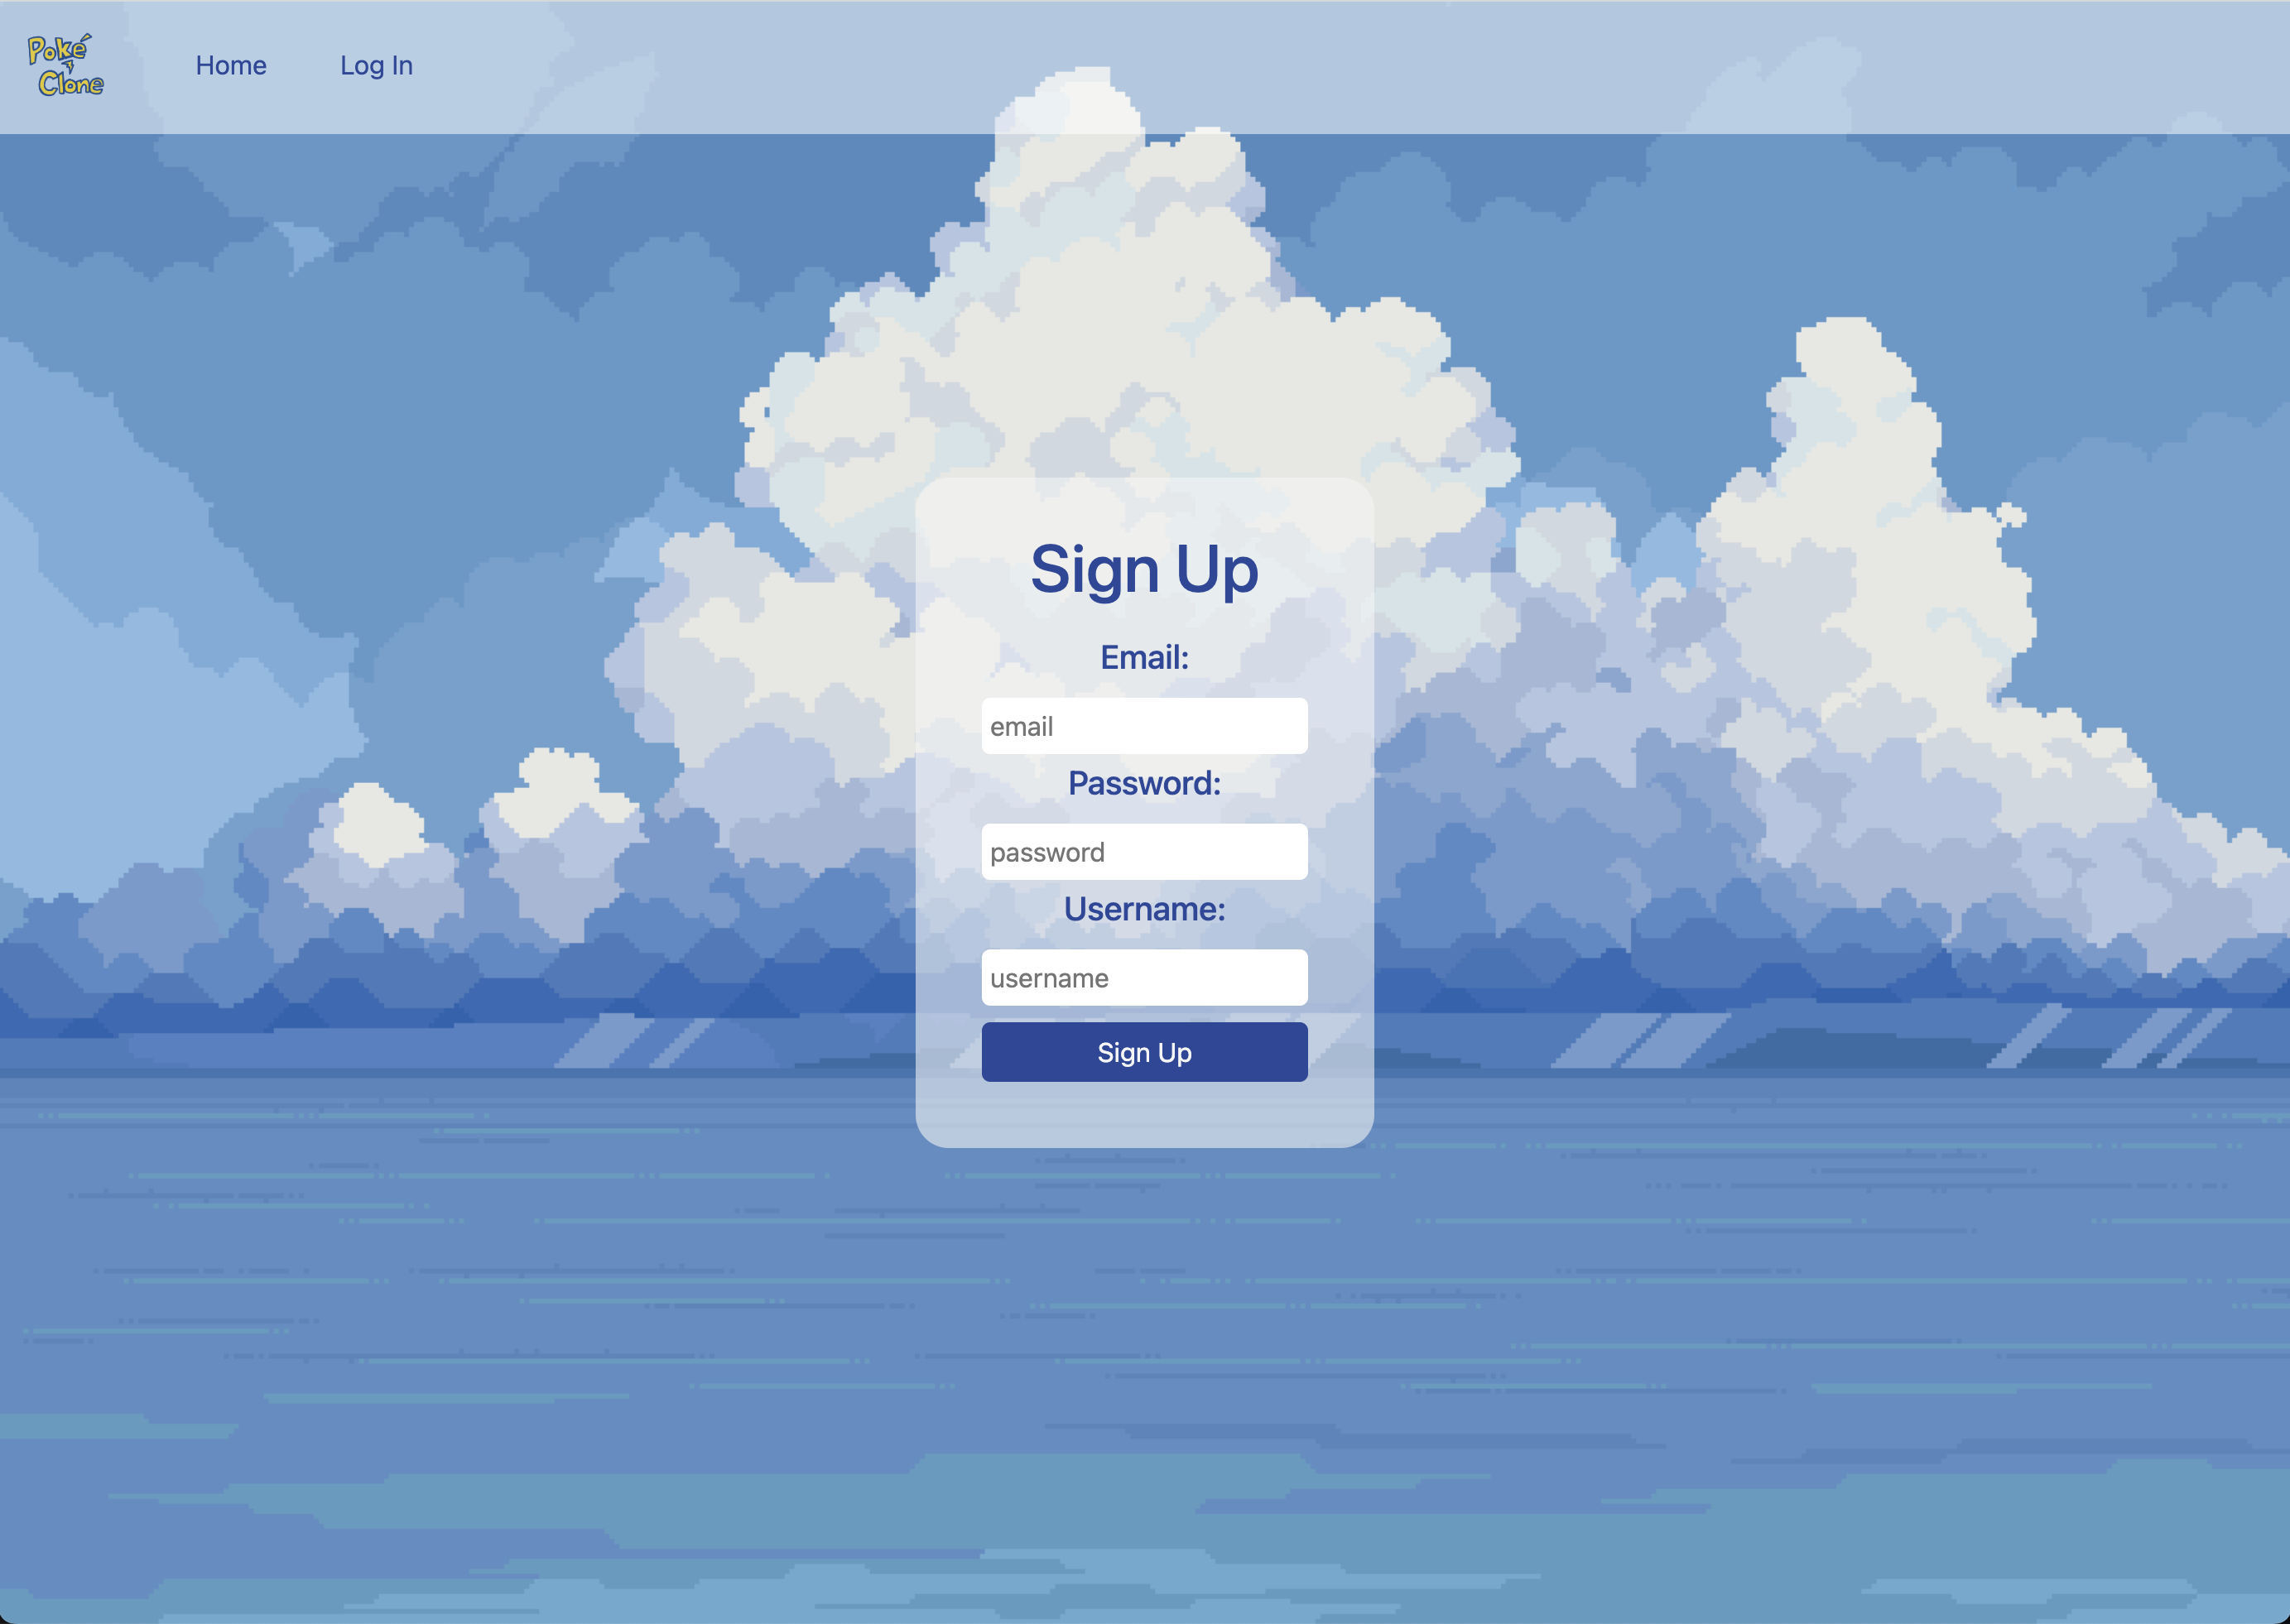 Poké
Clone
Home
Log In
Sign Up
Email:
email
Password:
password
Username:
username
Sign Up